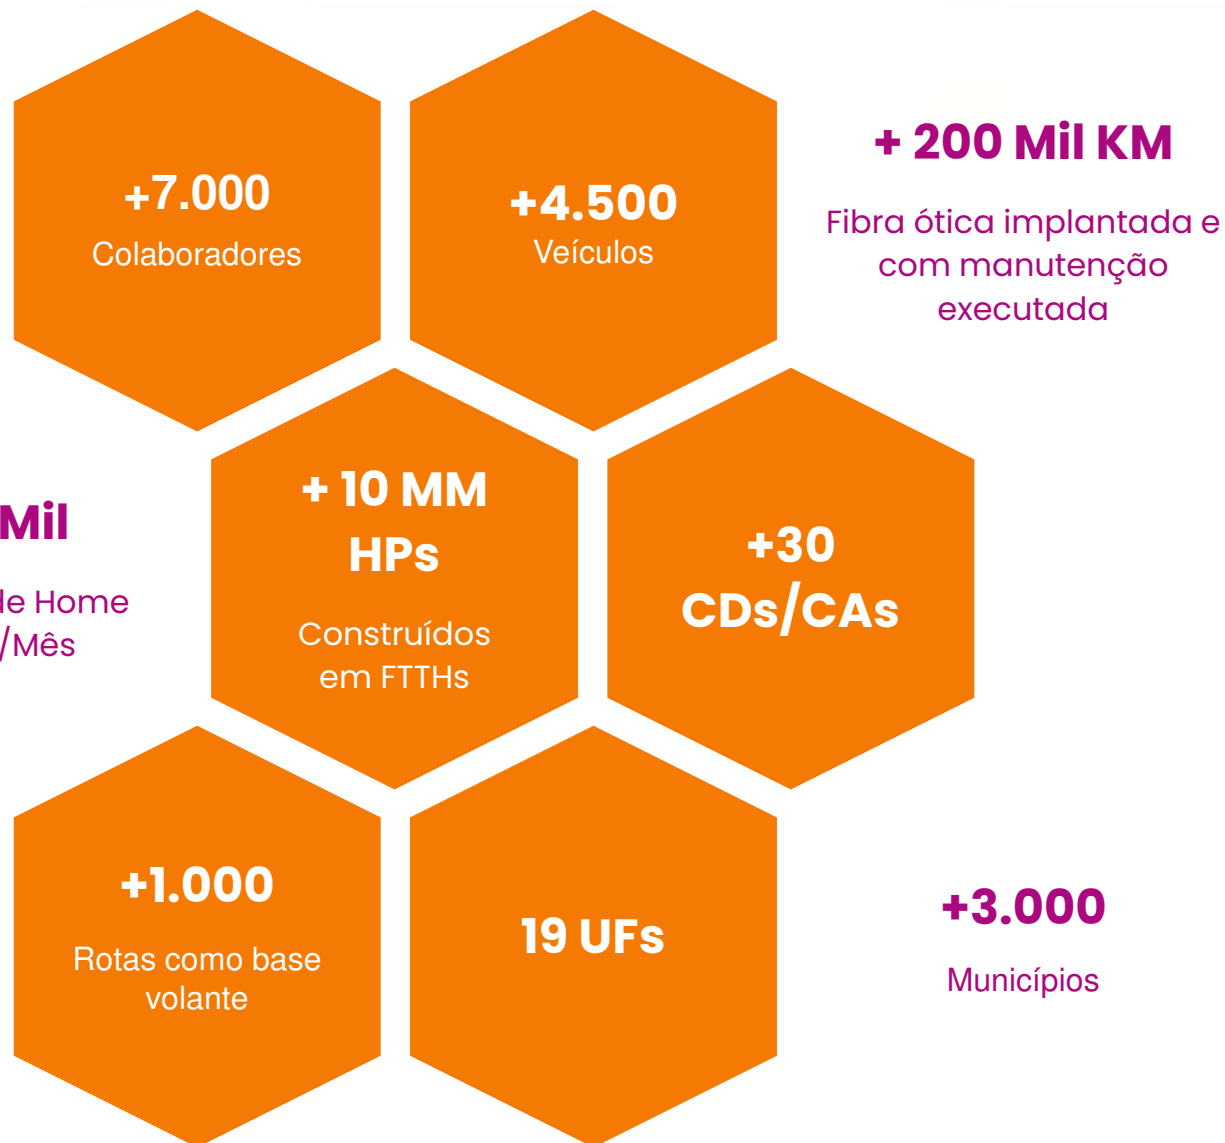 +7.000
Colaboradores
+4.500
Veículos
+ 200 Mil KM
Fibra ótica implantada e
com manutenção
executada
Mil
de Home
/Mês
+ 10 MM
HPs
Construídos
em FTTHs
+30
CDs/CAs
+1.000
Rotas como base
volante
19 UFs
+3.000
Municípios